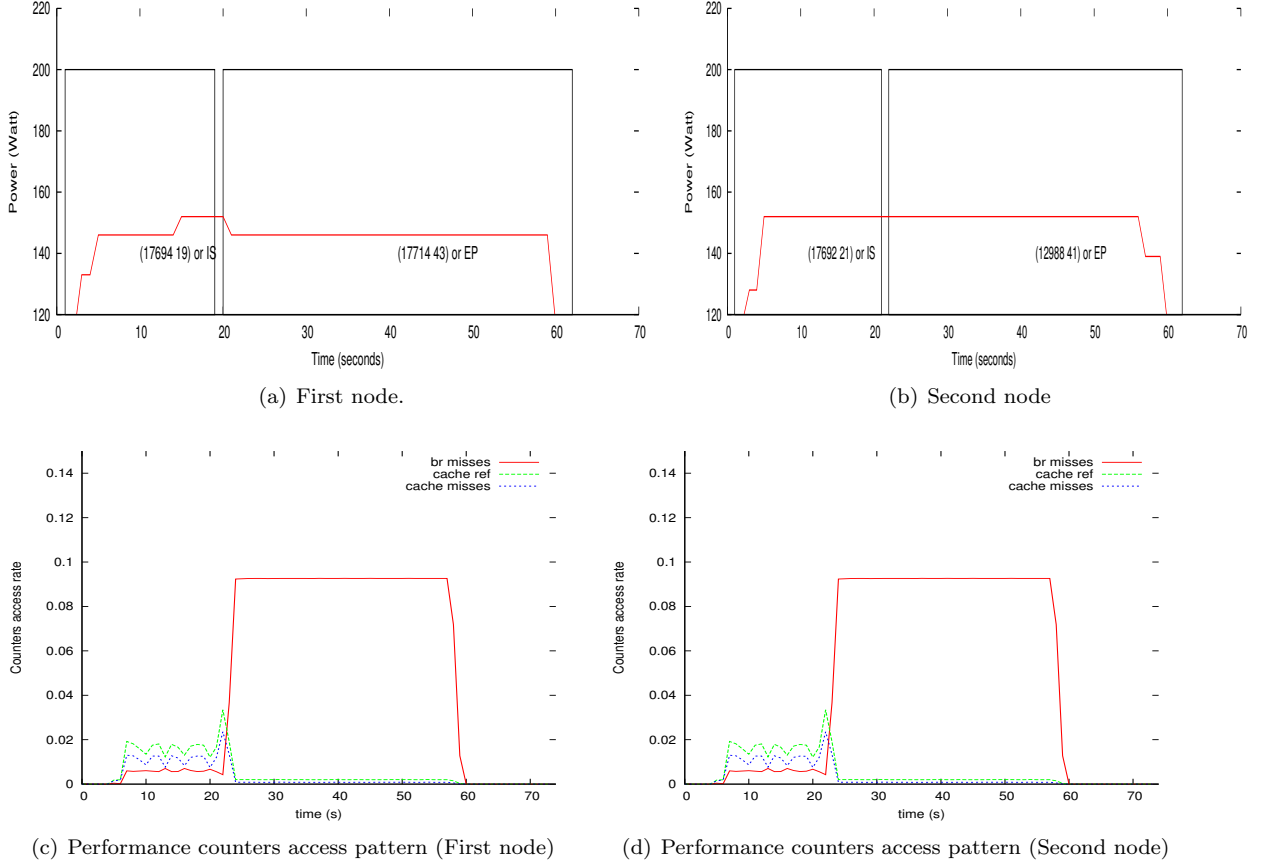 220
200
180
160
140
120
Power (Watt)
(17694 19) or IS
(17714 43) or EP
0 10 20 30 40 50 60 70
Time (seconds)
(a) First node.
220
200
180
160
140
120
Power (Watt)
(17692 21) or IS
(12988 41) or EP
0 10 20 30 40 50 60 70
Time (seconds)
(b) Second node
0.14
0.12
0.1
0.08
0.06
0.04
0.02
0
Counters access rate
br misses
cache ref
cache misses
0 10 20 30 40 50 60 70
time (s)
(c) Performance counters access pattern (First node)
0.14
0.12
0.1
0.08
0.06
0.04
0.02
0
Counters access rate
br misses
cache ref
cache misses
0 10 20 30 40 50 60 70
time (s)
(d) Performance counters access pattern (Second node)